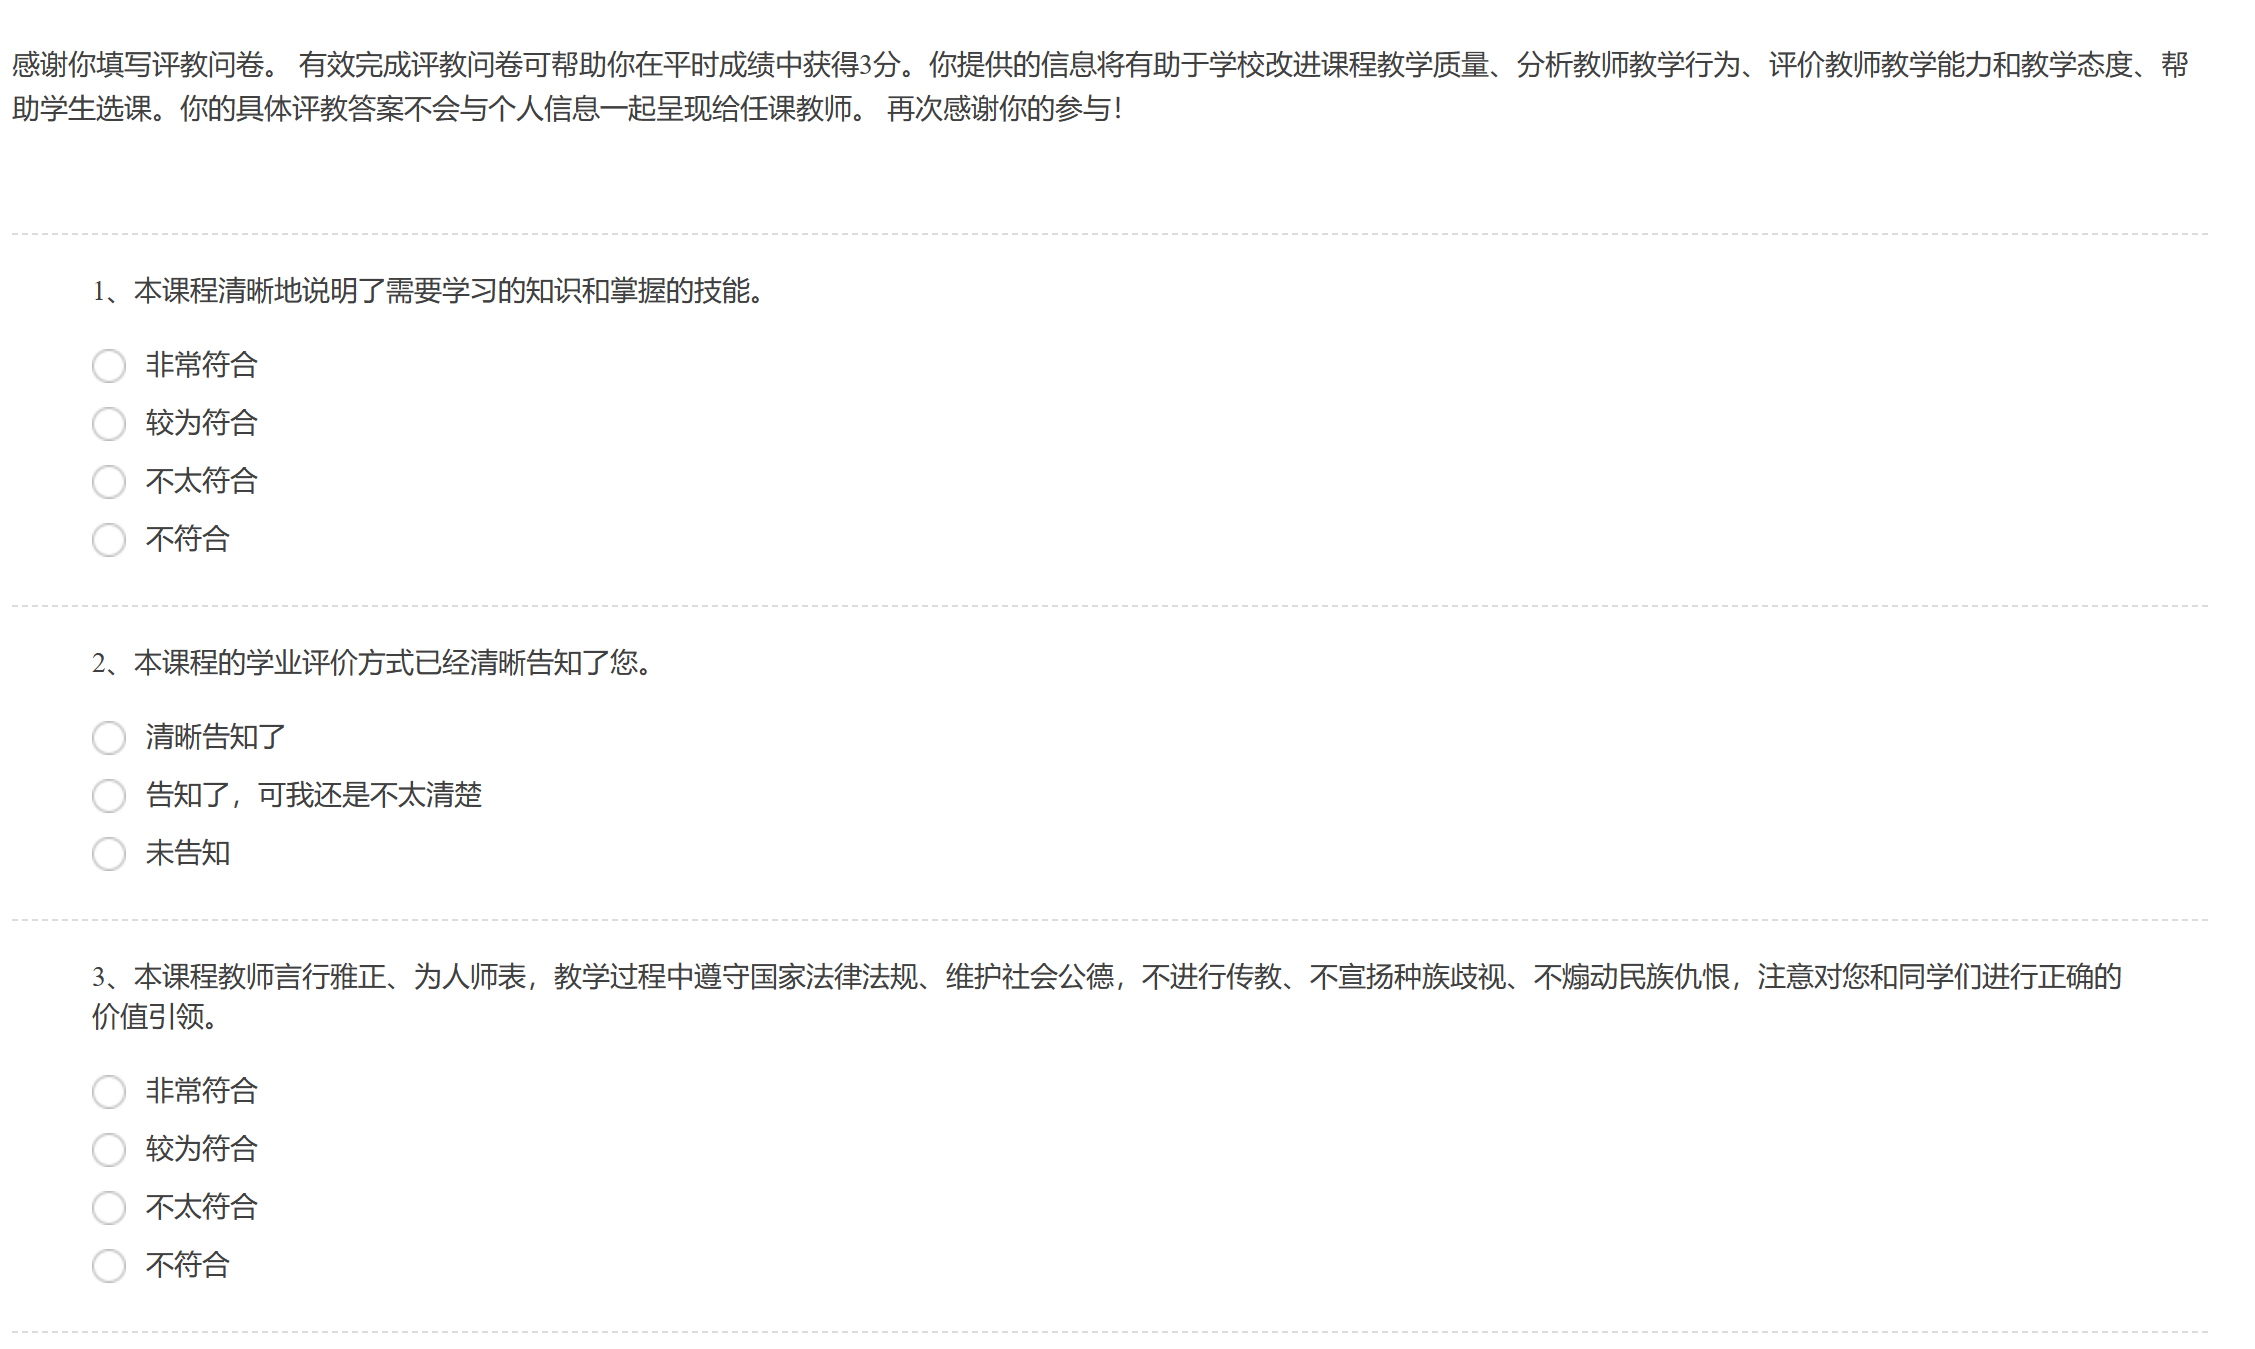 感谢你填写评教问卷。 有效完成评教问卷可帮助你在平时成绩中获得3分。你提供的信息将有助于学校改进课程教学质量、分析教师教学行为、评价教师教学能力和教学态度、帮
助学生选课。你的具体评教答案不会与个人信息一起呈现给任课教师。 再次感谢你的参与！
1、本课程清晰地说明了需要学习的知识和掌握的技能。
非常符合
较为符合
不太符合
不符合
2、本课程的学业评价方式已经清晰告知了您。
清晰告知了
告知了，可我还是不太清楚
未告知
3、本课程教师言行雅正、为人师表，教学过程中遵守国家法律法规、维护社会公德，不进行传教、不宣扬种族歧视、不煽动民族仇恨，注意对您和同学们进行正确的
价值引领。
非常符合
较为符合
不太符合
不符合